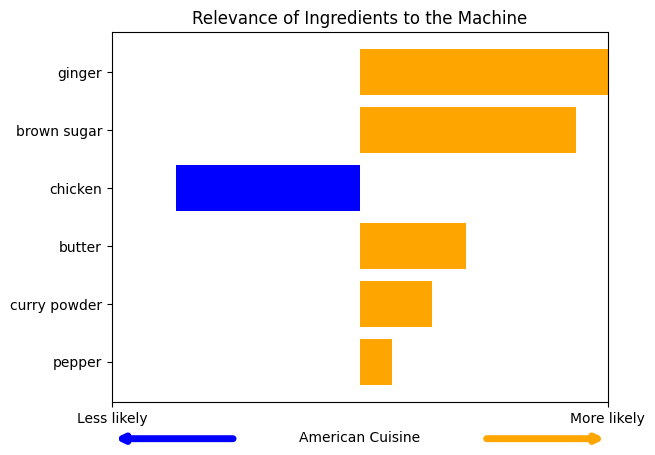 Relevance of Ingredients to the Machine
ginger
brown sugar
chicken
butter
curry powder
pepper
Less likely
More likely
American Cuisine